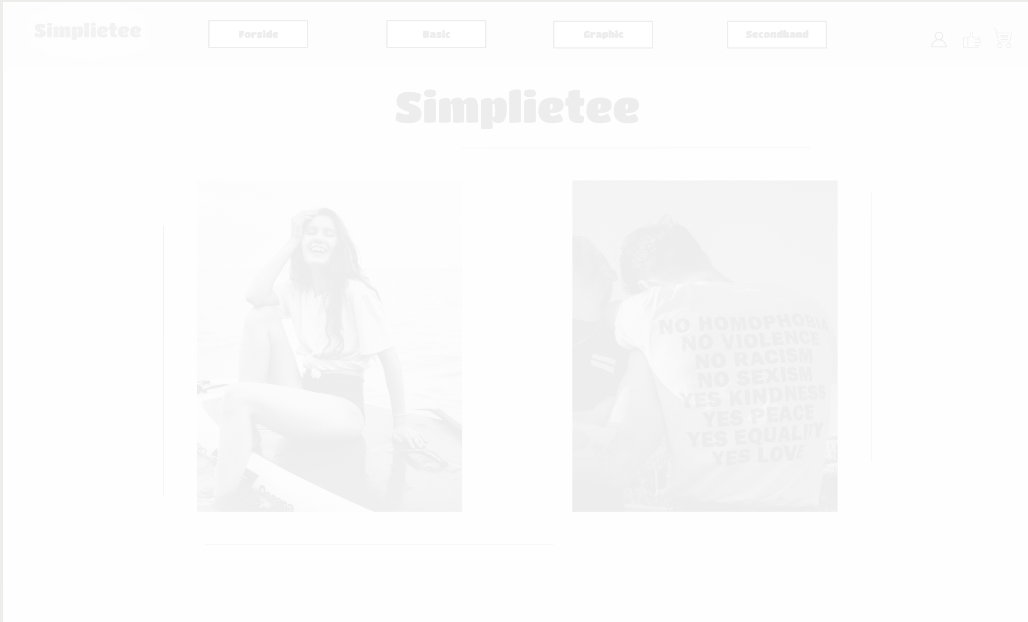 Simplietee
Forside
Basic
Graphic
Secondhand
Simplietee
NO HOMOPHOBIA
NO VIOLENCE
NO RACISM
NO SEXISM
YES KINDNESS
YES PEACE
YES EQUALITY
YES LOVE